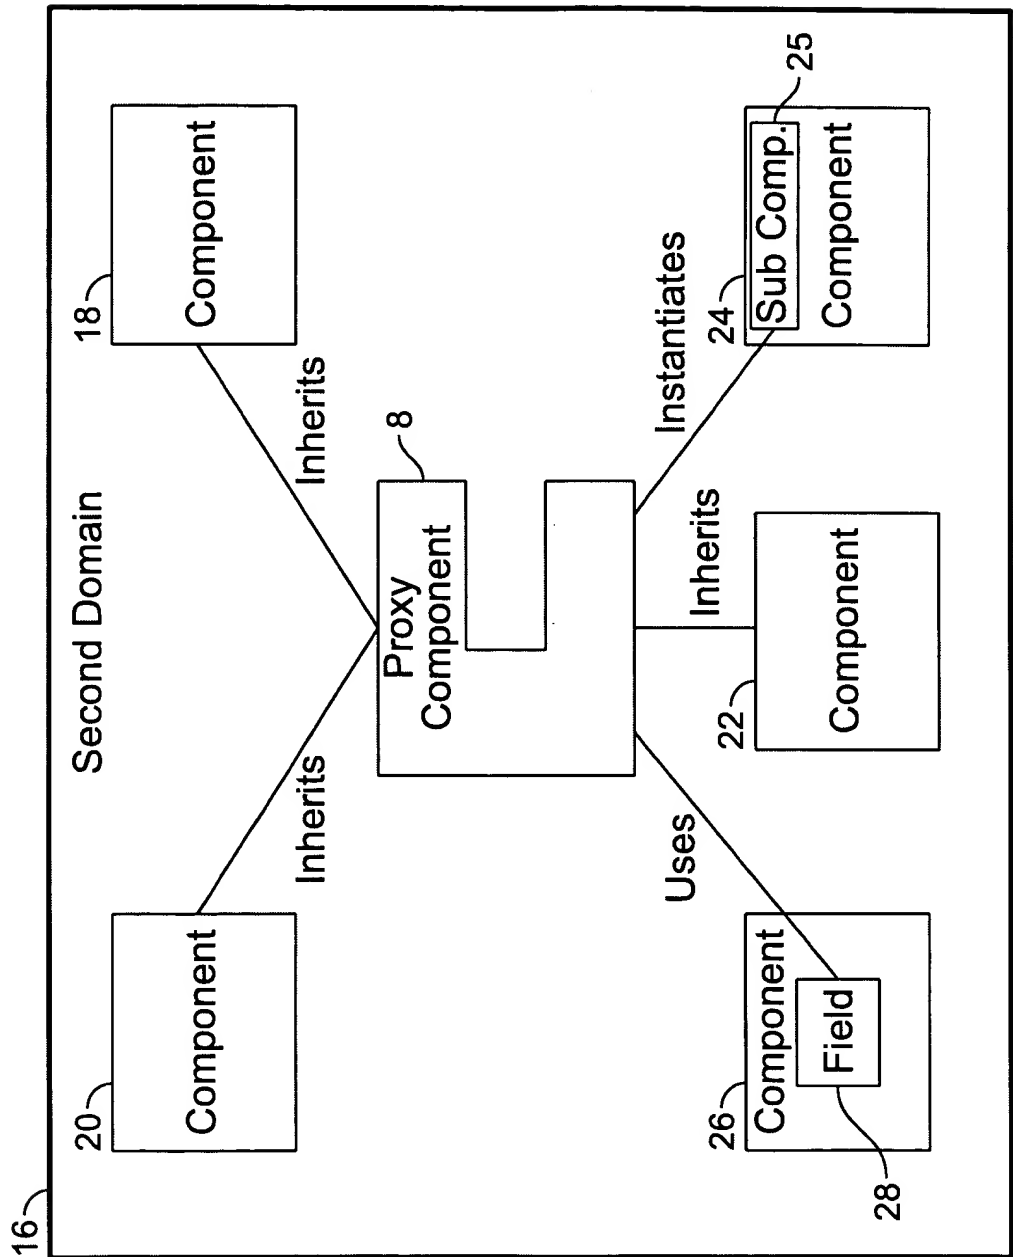 16
Second Domain
20
Component
18
Component
Inherits
Inherits
Proxy
Component
8
Uses
Inherits
Instantiates
26
Component
Field
28
22
Component
24
Sub Comp.
25
Component